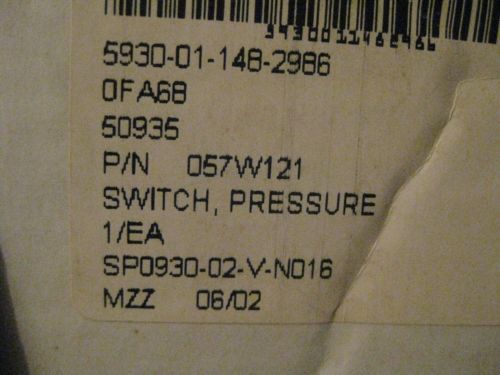 5930-01-148-2986
0FA68
50935
P/N 057W121
SWITCH, PRESSURE
1/EA
SP0930-02-V-N016
MZZ 06/02